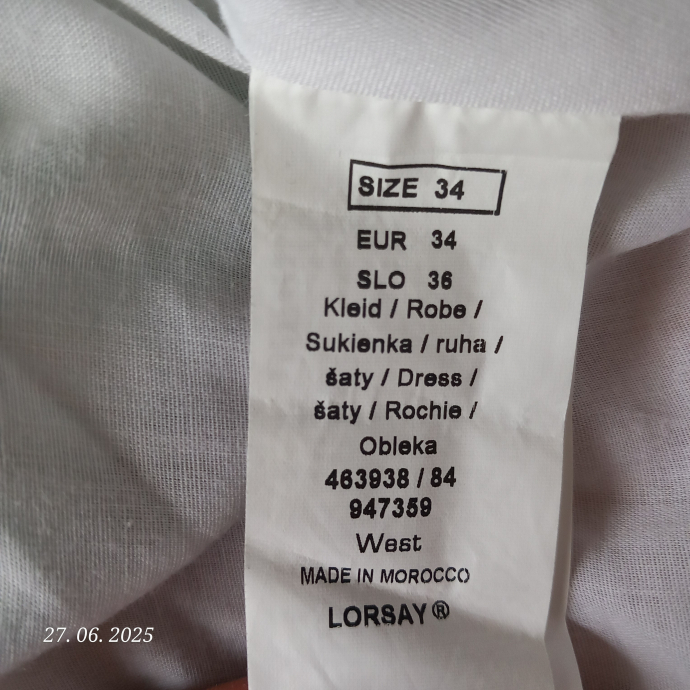 SIZE 34
EUR 34
SLO 36
Kleid / Robe /
Sukienka / ruha /
šaty / Dress /
šaty / Rochie /
Obleka
463938 / 84
947359
West
MADE IN MOROCCO
LORSAY®
27. 06. 2025